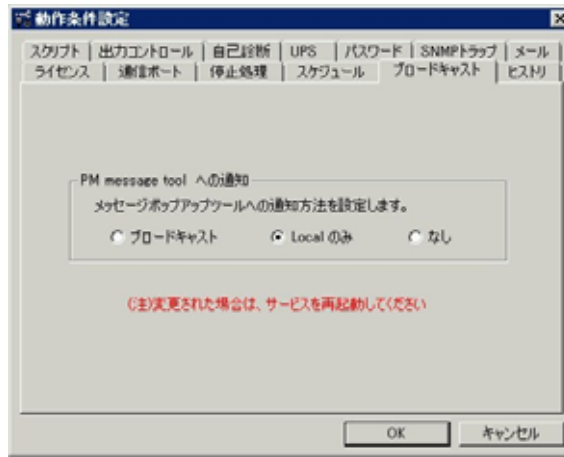 動作条件設定
スクリプト 出力コントロール 自己診断 UPS パスワード SNMPトラップ メール
ライセンス 通信ポート 停止処理 スケジュール ブロードキャスト ヒストリ
PM message tool への通知
メッセージポップアップツールへの通知方法を設定します。
ブロードキャスト Local のみ なし
(注)変更された場合は、サービスを再起動してください
OK キャンセル